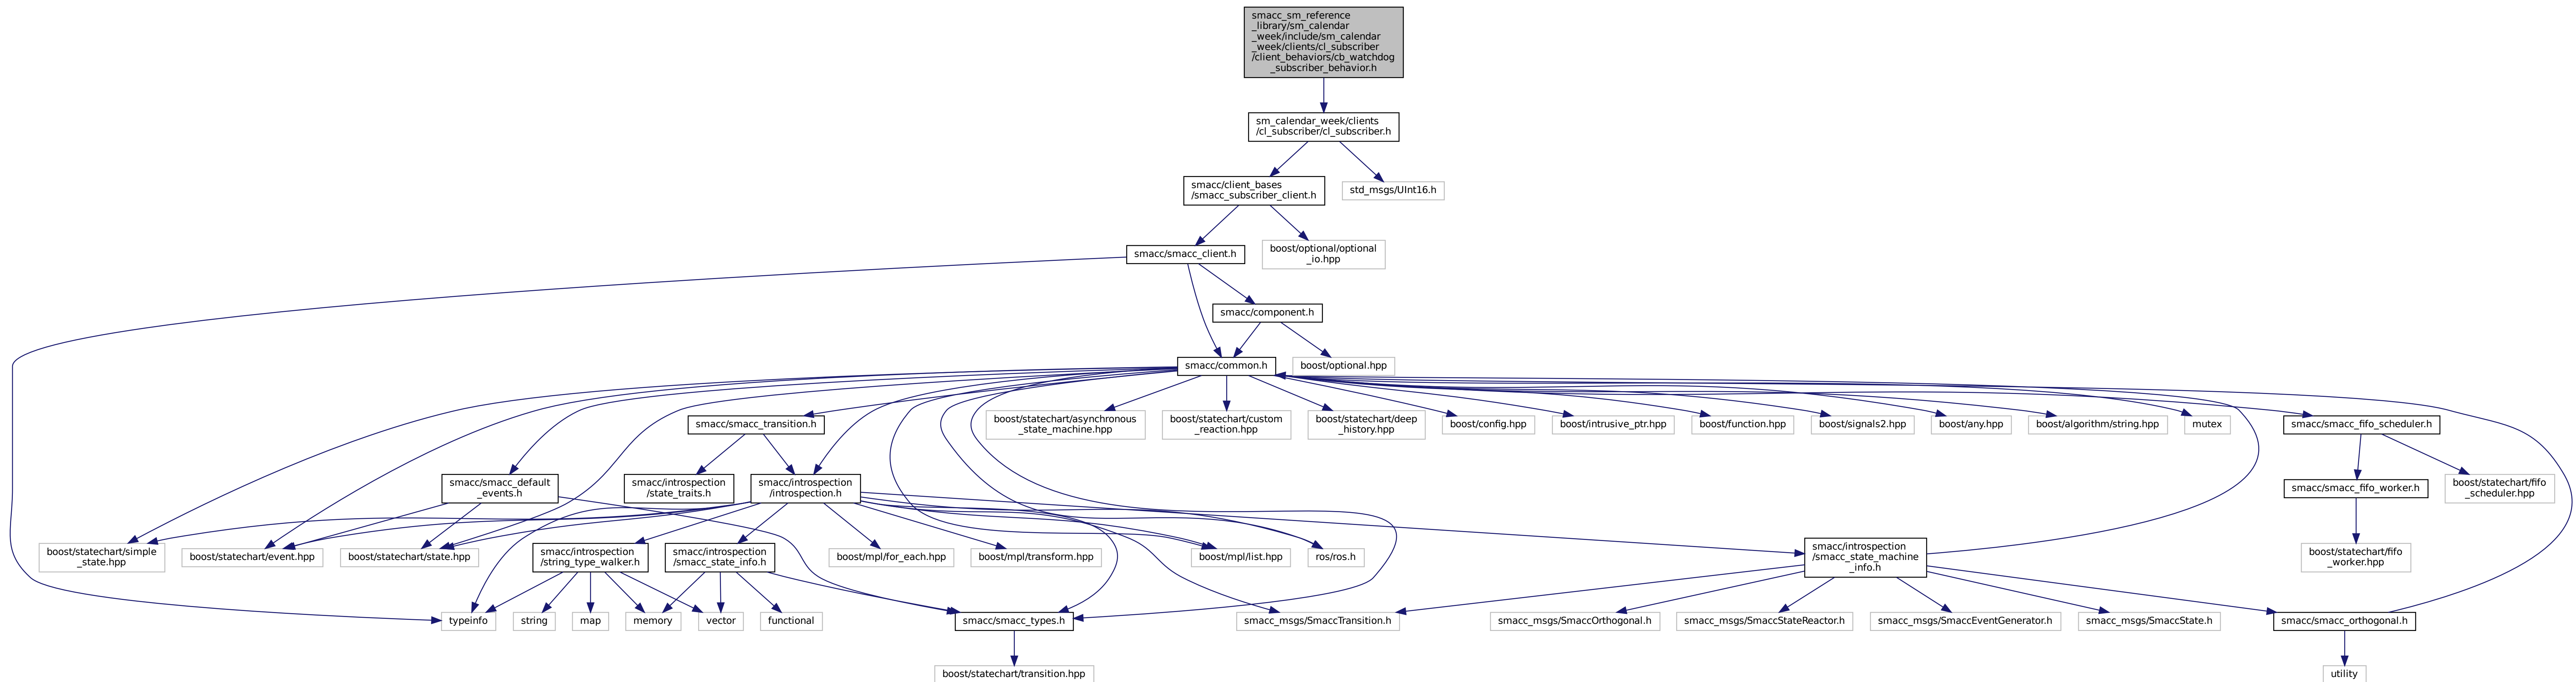 smacc_sm_reference
_library/sm_calendar
_week/include/sm_calendar
_week/clients/cl_subscriber
/client_behaviors/cb_watchdog
_subscriber_behavior.h
sm_calendar_week/clients
/cl_subscriber/cl_subscriber.h
smacc/client_bases
/smacc_subscriber_client.h
std_msgs/UInt16.h
smacc/smacc_client.h
boost/optional/optional
_io.hpp
smacc/component.h
smacc/common.h
boost/optional.hpp
smacc/smacc_transition.h
boost/statechart/asynchronous
_state_machine.hpp
boost/statechart/custom
_reaction.hpp
boost/statechart/deep
_history.hpp
boost/config.hpp
boost/intrusive_ptr.hpp
boost/function.hpp
boost/signals2.hpp
boost/any.hpp
boost/algorithm/string.hpp
mutex
smacc/smacc_fifo_scheduler.h
smacc/smacc_default
_events.h
smacc/introspection
/state_traits.h
smacc/introspection
/introspection.h
smacc/smacc_fifo_worker.h
boost/statechart/fifo
_scheduler.hpp
boost/statechart/simple
_state.hpp
boost/statechart/event.hpp
boost/statechart/state.hpp
smacc/introspection
/string_type_walker.h
smacc/introspection
/smacc_state_info.h
boost/mpl/for_each.hpp
boost/mpl/transform.hpp
boost/mpl/list.hpp
ros/ros.h
smacc/introspection
/smacc_state_machine
_info.h
boost/statechart/fifo
_worker.hpp
typeinfo
string
map
memory
vector
functional
smacc/smacc_types.h
smacc_msgs/SmaccTransition.h
smacc_msgs/SmaccOrthogonal.h
smacc_msgs/SmaccStateReactor.h
smacc_msgs/SmaccEventGenerator.h
smacc_msgs/SmaccState.h
smacc/smacc_orthogonal.h
boost/statechart/transition.hpp
utility